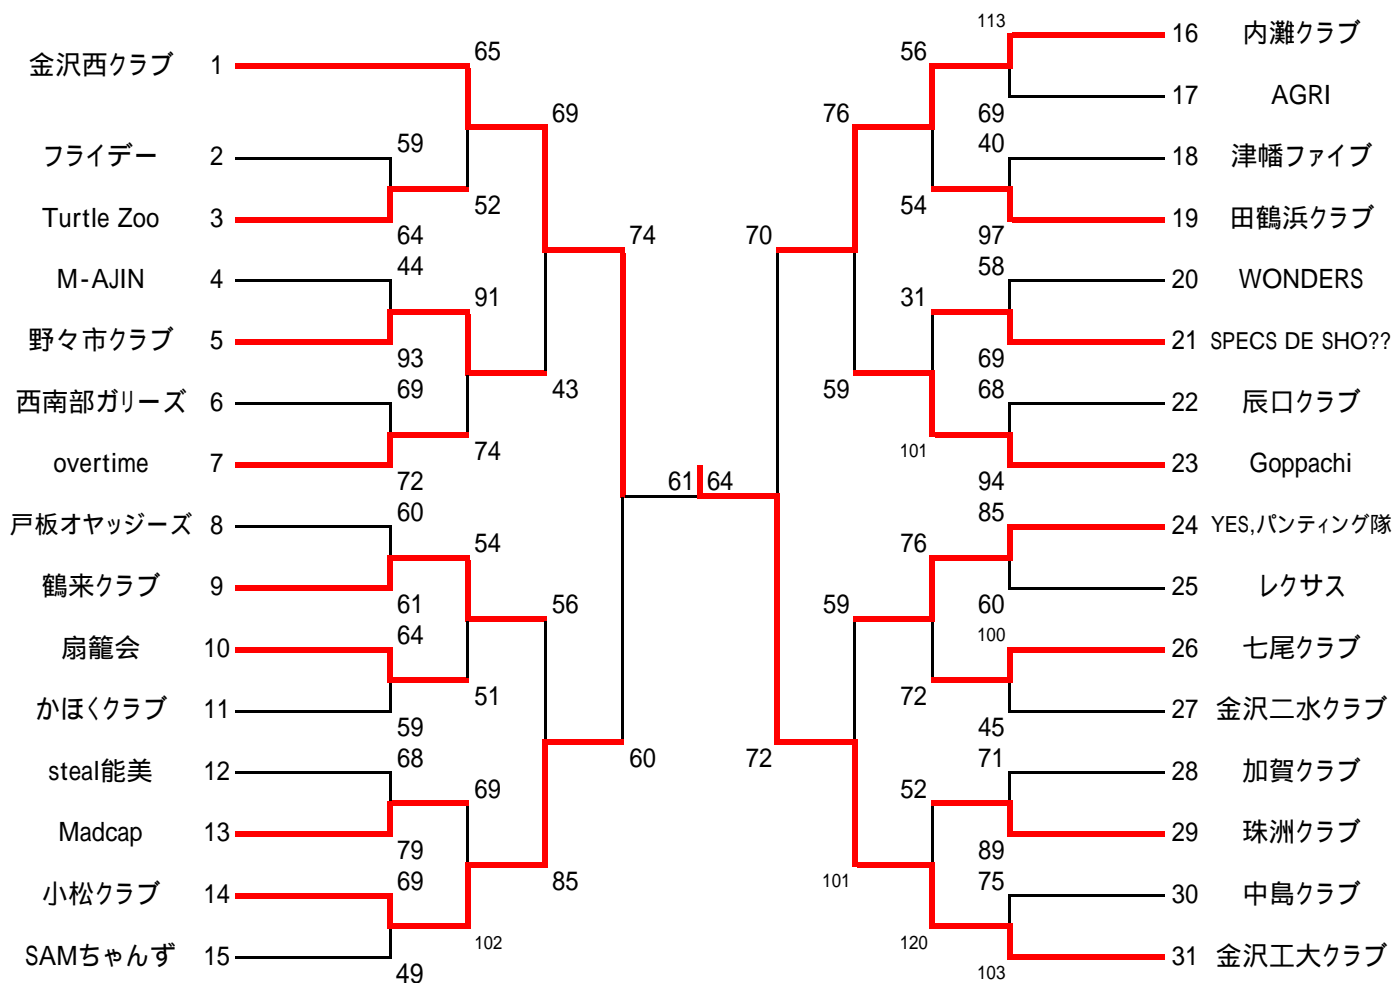 金沢西クラブ 1
フライデー 2
Turtle Zoo 3
M-AJIN 4
野々市クラブ 5
西南部ガリーズ 6
overtime 7
戸板オヤッジーズ 8
鶴来クラブ 9
扇籠会 10
かほくクラブ 11
steal能美 12
Madcap 13
小松クラブ 14
SAMちゃんず 15
59
64
44
93
69
72
60
61
64
59
68
79
69
49
65
52
91
74
54
51
69
102
69
43
56
85
74
60
61 64
70
72
76
59
59
101
56
54
31
101
76
72
52
120
113
69
40
97
58
69
68
94
85
60
100
45
71
89
75
103
16 内灘クラブ
17 AGRI
18 津幡ファイブ
19 田鶴浜クラブ
20 WONDERS
21 SPECS DE SHO??
22 辰口クラブ
23 Goppachi
24 YES,パンティング隊
25 レクサス
26 七尾クラブ
27 金沢二水クラブ
28 加賀クラブ
29 珠洲クラブ
30 中島クラブ
31 金沢工大クラブ